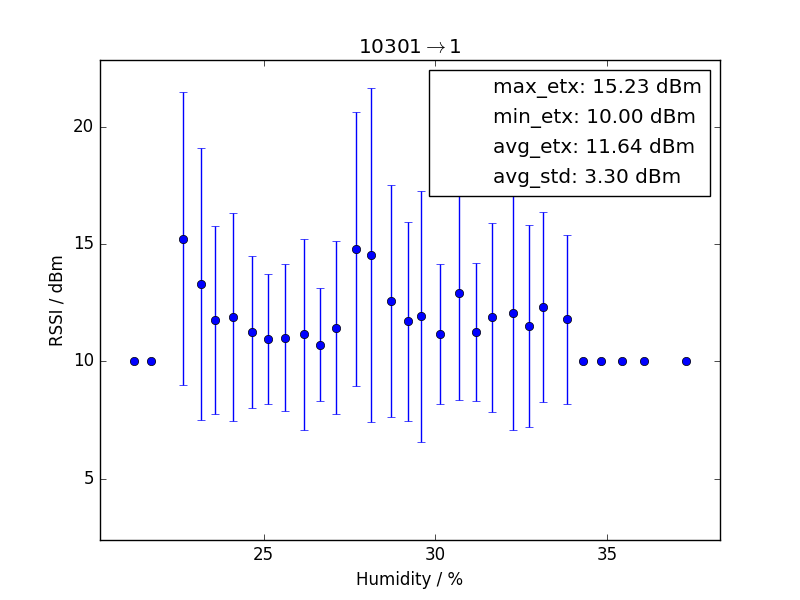 10301→1
max_etx: 15.23 dBm
min_etx: 10.00 dBm
avg_etx: 11.64 dBm
avg_std: 3.30 dBm
RSSI / dBm
20
15
10
5
25 30 35
Humidity / %